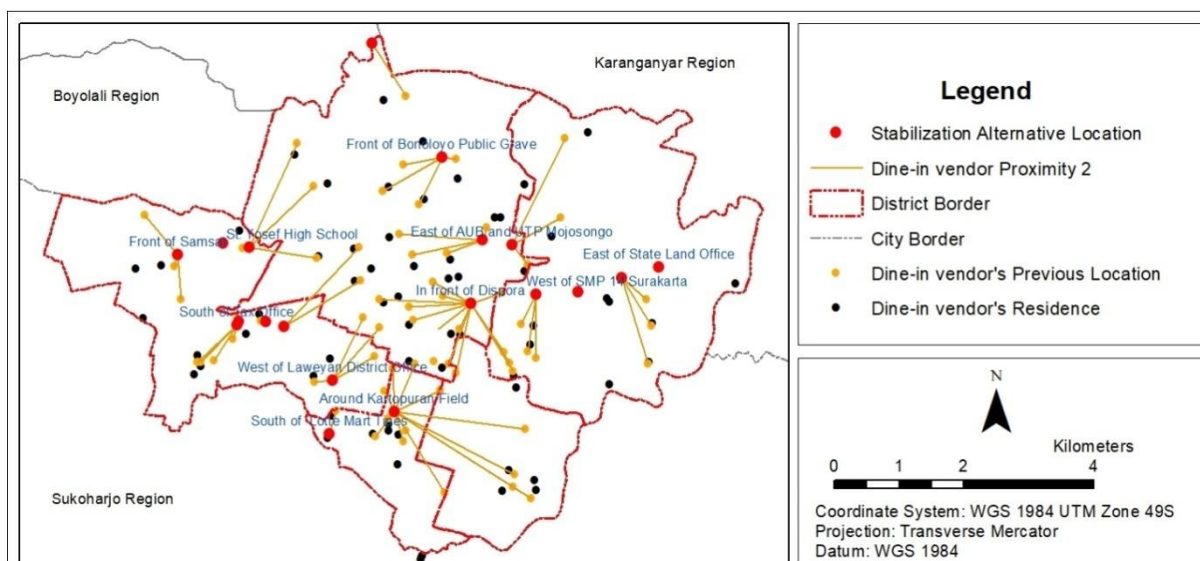 Karanganyar Region
Boyolali Region
Front of Bonoloyo Public Grave
St. Yosef High School
East of AUB and UTP Mojosongo
Front of Samsat
East of State Land Office
In front of Dispora
West of SMP 14 Surakarta
South of Tax Office
West of Laweyan District Office
Around Kartopuran Field
South of Lotte Mart
Sukoharjo Region
Legend
Stabilization Alternative Location
Dine-in vendor Proximity 2
District Border
City Border
Dine-in vendor's Previous Location
Dine-in vendor's Residence
N
Kilometers
0 1 2 4
Coordinate System: WGS 1984 UTM Zone 49S
Projection: Transverse Mercator
Datum: WGS 1984